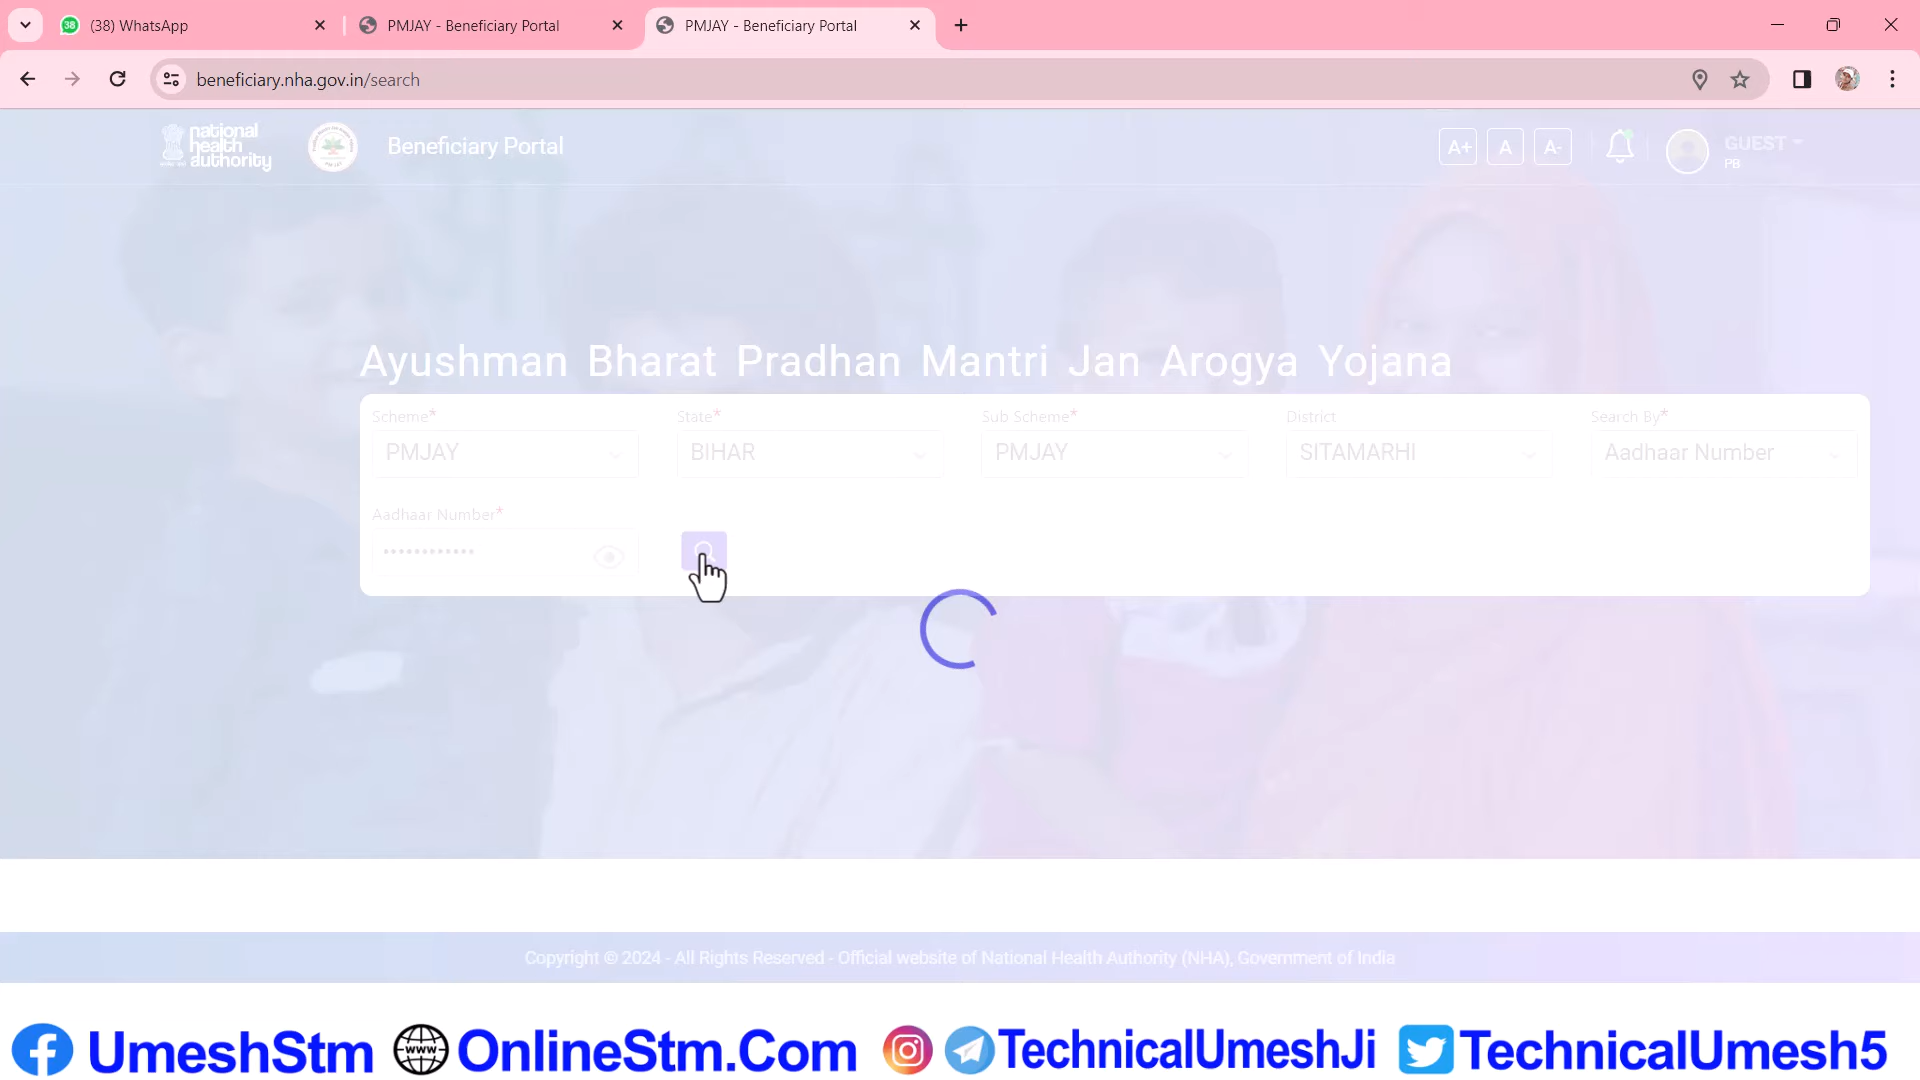 (38) WhatsApp
PMJAY - Beneficiary Portal
PMJAY - Beneficiary Portal
beneficiary.nha.gov.in/search
national
health
authority
Beneficiary Portal
A+ A A-
GUEST
PB
Ayushman Bharat Pradhan Mantri Jan Arogya Yojana
Scheme* State* Sub Scheme* District Search By*
PMJAY BIHAR PMJAY SITAMARHI Aadhaar Number
Aadhaar Number*
••••••••••••
Copyright © 2024 - All Rights Reserved - Official website of National Health Authority (NHA), Government of India
UmeshStm www OnlineStm.Com TechnicalUmeshJi TechnicalUmesh5